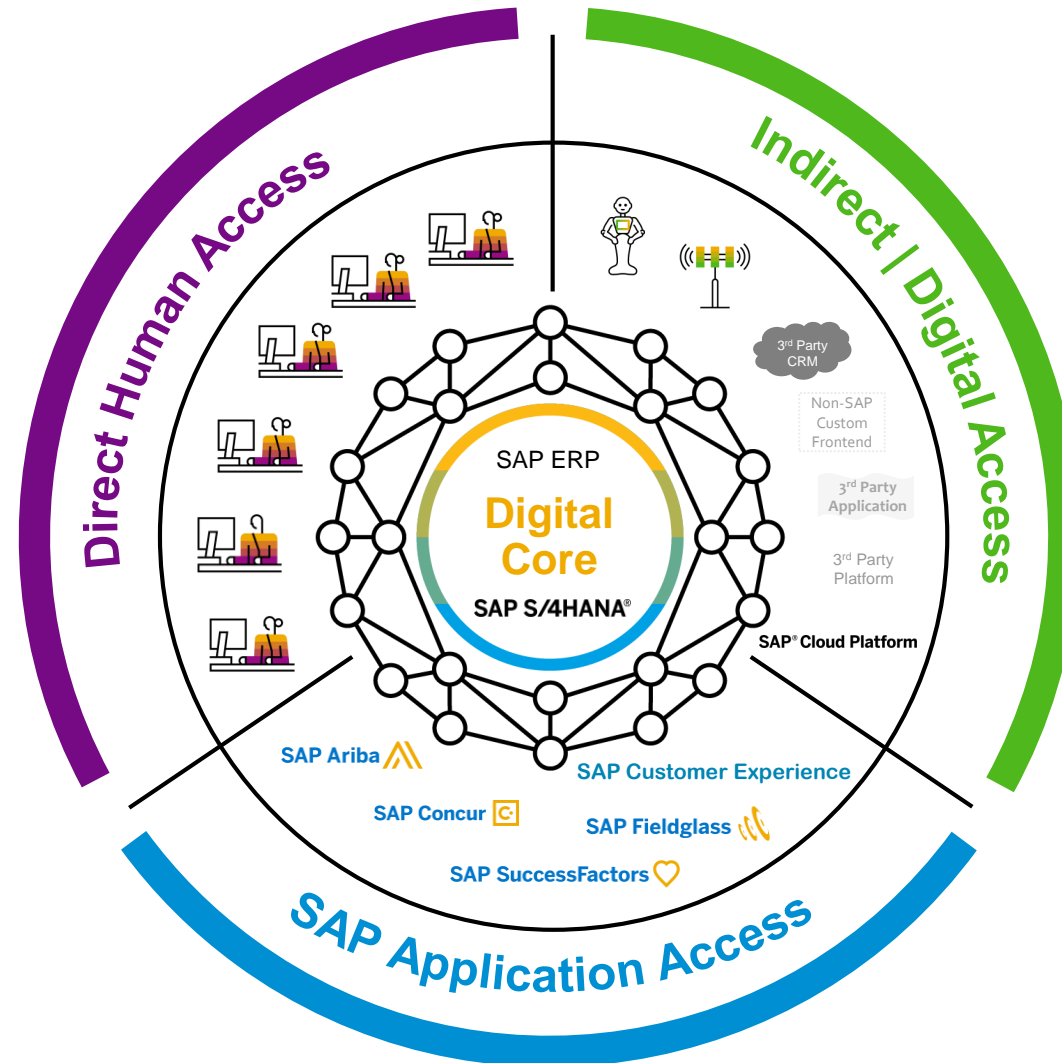 Direct Human Access
Indirect | Digital Access
3rd Party
CRM
Non-SAP
Custom
Frontend
3rd Party
Application
3rd Party
Platform
SAP® Cloud Platform
SAP ERP
Digital
Core
SAP S/4HANA®
SAP Ariba
SAP Customer Experience
SAP Concur
SAP Fieldglass
SAP SuccessFactors
SAP Application Access